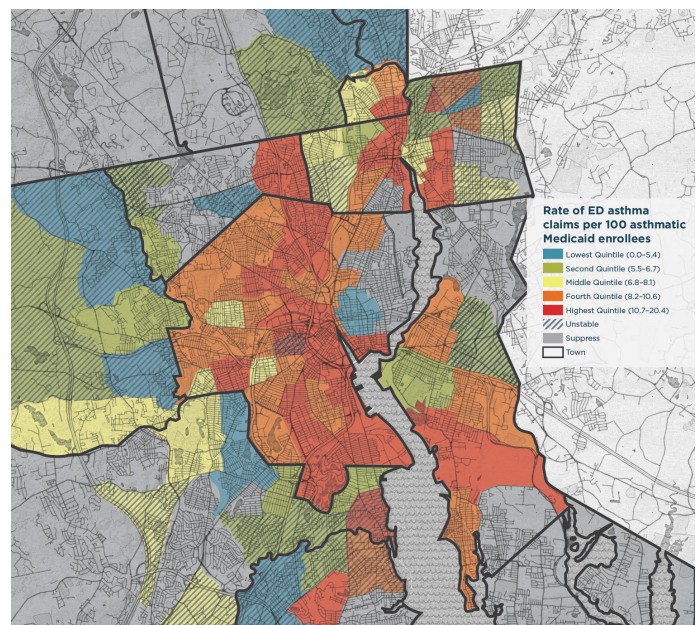 Rate of ED asthma
claims per 100 asthmatic
Medicaid enrollees
Lowest Quintile (0.0–5.4)
Second Quintile (5.5–6.7)
Middle Quintile (6.8–8.1)
Fourth Quintile (8.2–10.6)
Highest Quintile (10.7–20.4)
Unstable
Suppress
Town